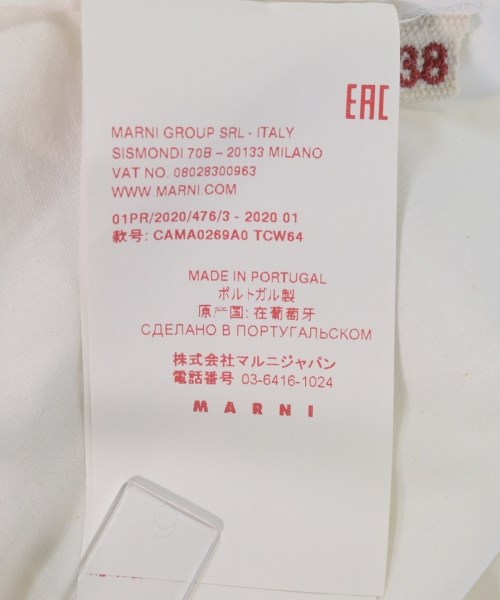 38
EAC
MARNI GROUP SRL - ITALY
SISMONDI 70B – 20133 MILANO
VAT NO. 08028300963
WWW.MARNI.COM
01PR/2020/476/3 - 2020 01
款号: CAMA0269A0 TCW64
MADE IN PORTUGAL
ポルトガル製
原产国: 在葡萄牙
СДЕЛАНО В ПОРТУГАЛЬСКОМ
株式会社マルニジャパン
電話番号 03-6416-1024
MARNI